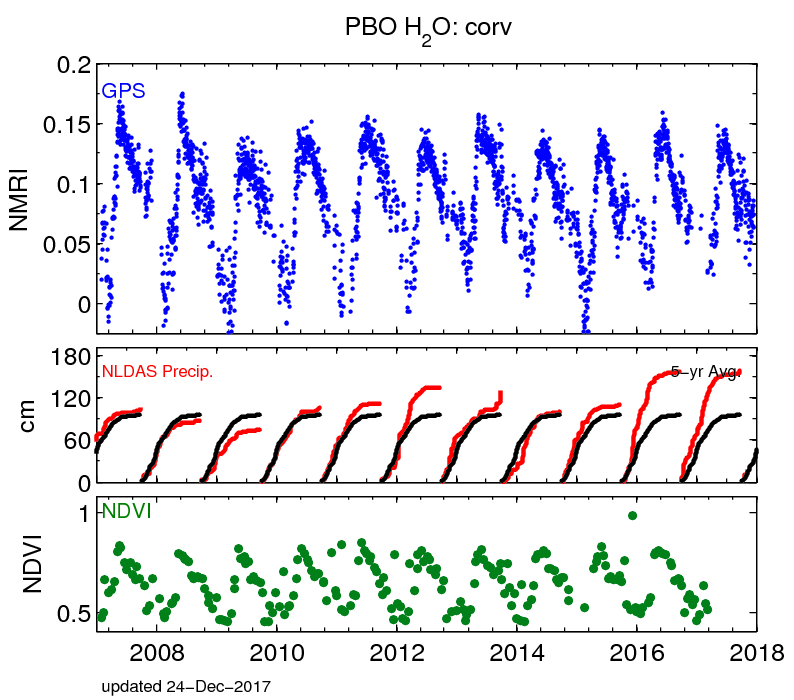 PBO H2O: corv
0.2
GPS
0.15
0.1
0.05
0
NMRI
180
NLDAS Precip.
5-yr Avg.
120
60
0
cm
1
NDVI
0.5
NDVI
2008 2010 2012 2014 2016 2018
updated 24-Dec-2017